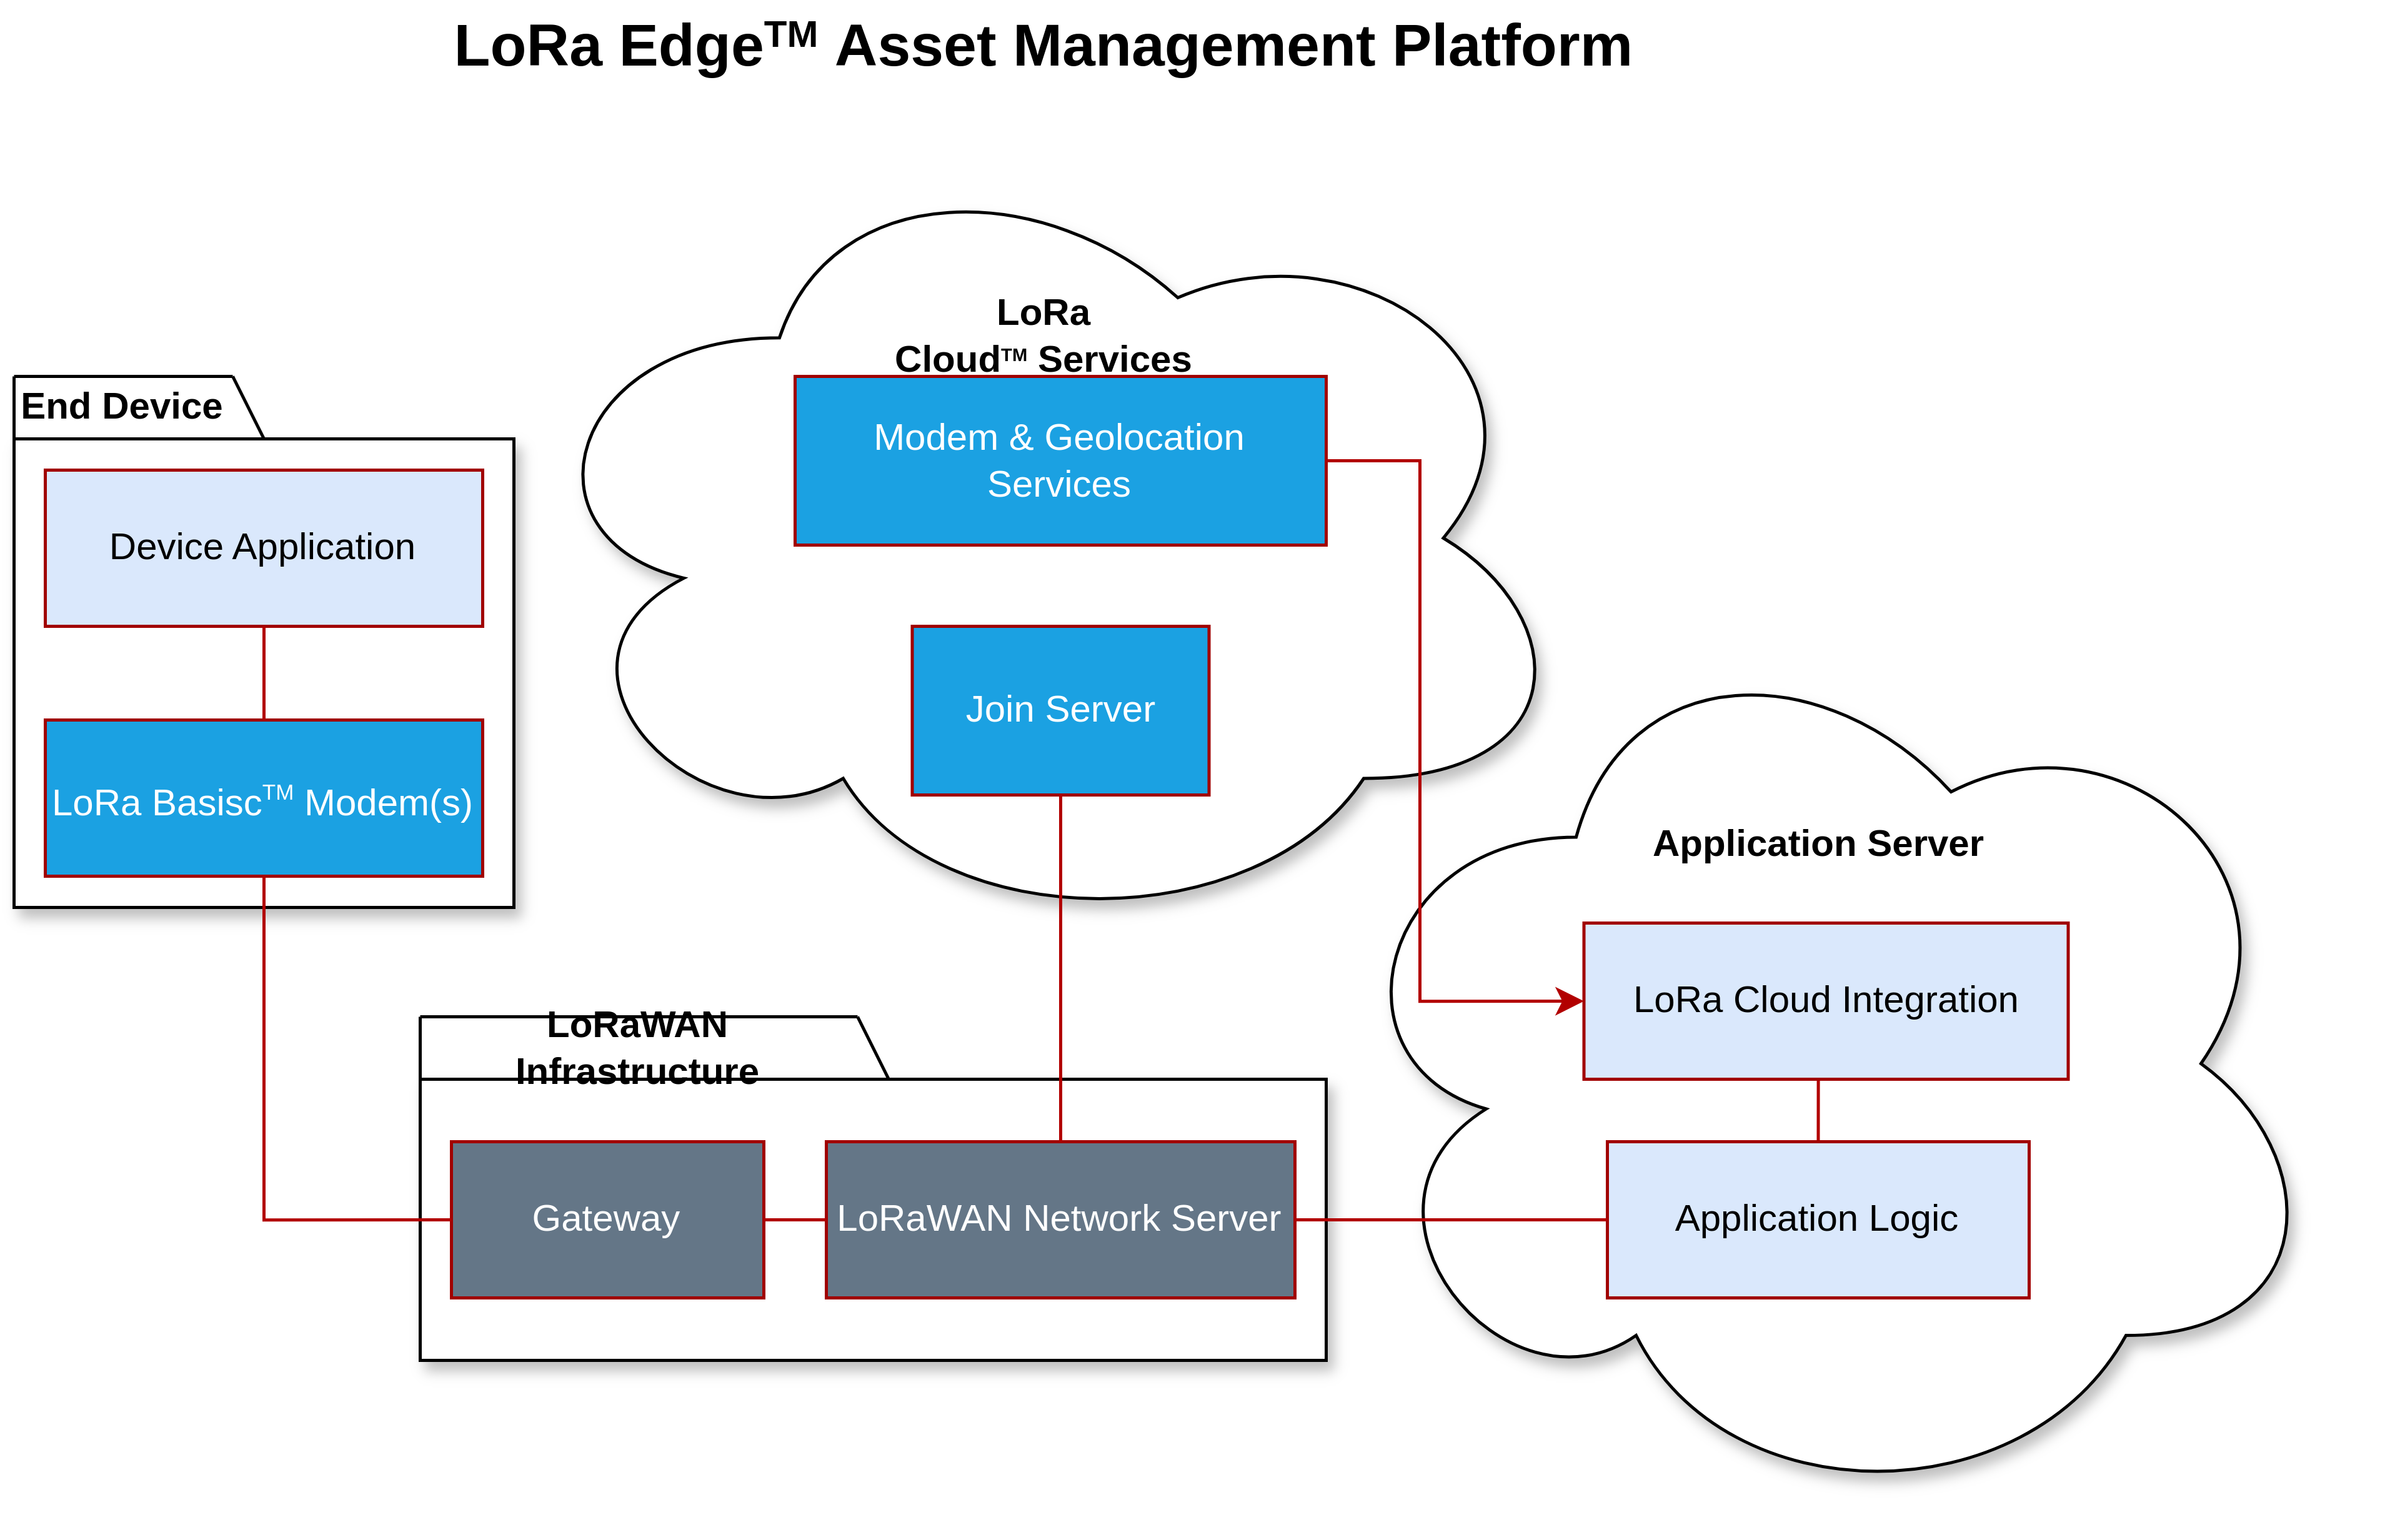 LoRa Edge™ Asset Management Platform
LoRa
Cloud™ Services
Modem & Geolocation
Services
Join Server
End Device
Device Application
LoRa Basisc™ Modem(s)
LoRaWAN
Infrastructure
Gateway
LoRaWAN Network Server
Application Server
LoRa Cloud Integration
Application Logic